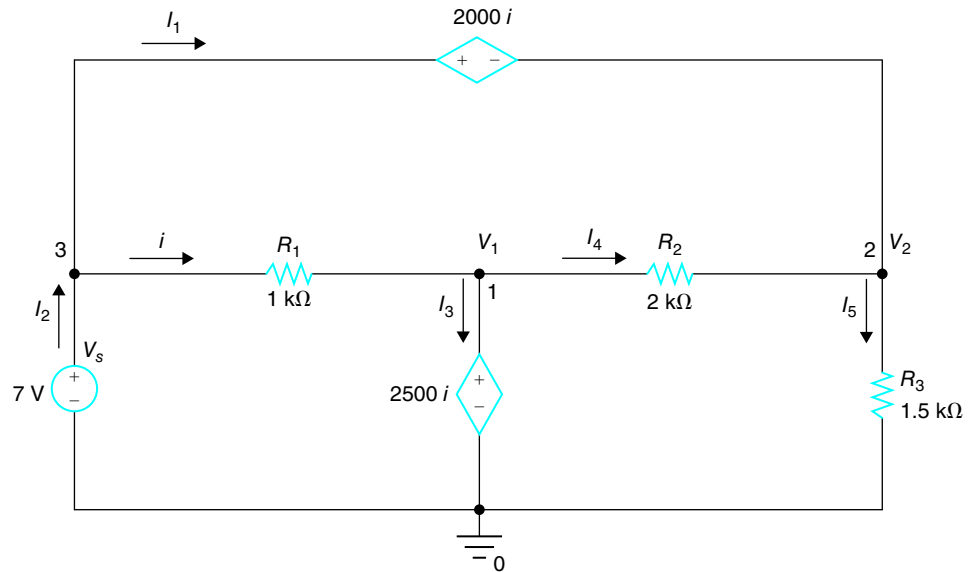 I1
2000 i
+ −
3
i
R1
1 kΩ
V1
1
I4
R2
2 kΩ
2
V2
I2
Vs
7 V
+
−
I3
2500 i
+
−
I5
R3
1.5 kΩ
0